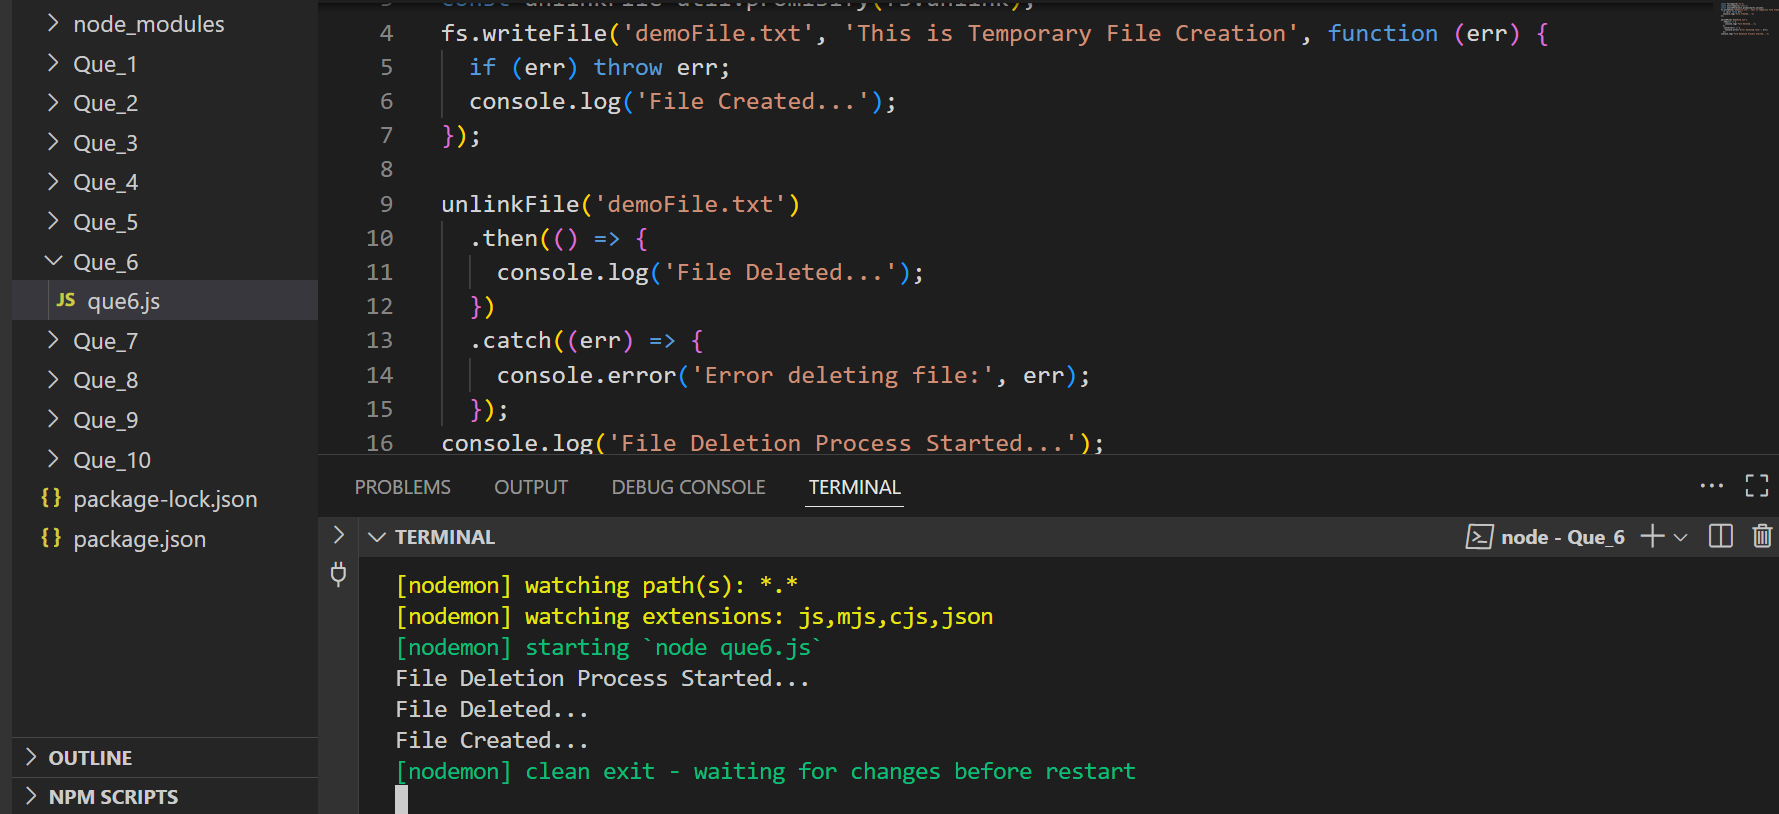 node_modules
Que_1
Que_2
Que_3
Que_4
Que_5
Que_6
JS que6.js
Que_7
Que_8
Que_9
Que_10
{} package-lock.json
{} package.json
OUTLINE
NPM SCRIPTS
4 fs.writeFile('demoFile.txt', 'This is Temporary File Creation', function (err) {
5 if (err) throw err;
6 console.log('File Created...');
7 });
8
9 unlinkFile('demoFile.txt')
10 .then(() => {
11 console.log('File Deleted...');
12 })
13 .catch((err) => {
14 console.error('Error deleting file:', err);
15 });
16 console.log('File Deletion Process Started...');
PROBLEMS OUTPUT DEBUG CONSOLE TERMINAL
TERMINAL node - Que_6
[nodemon] watching path(s): *.*
[nodemon] watching extensions: js,mjs,cjs,json
[nodemon] starting `node que6.js`
File Deletion Process Started...
File Deleted...
File Created...
[nodemon] clean exit - waiting for changes before restart